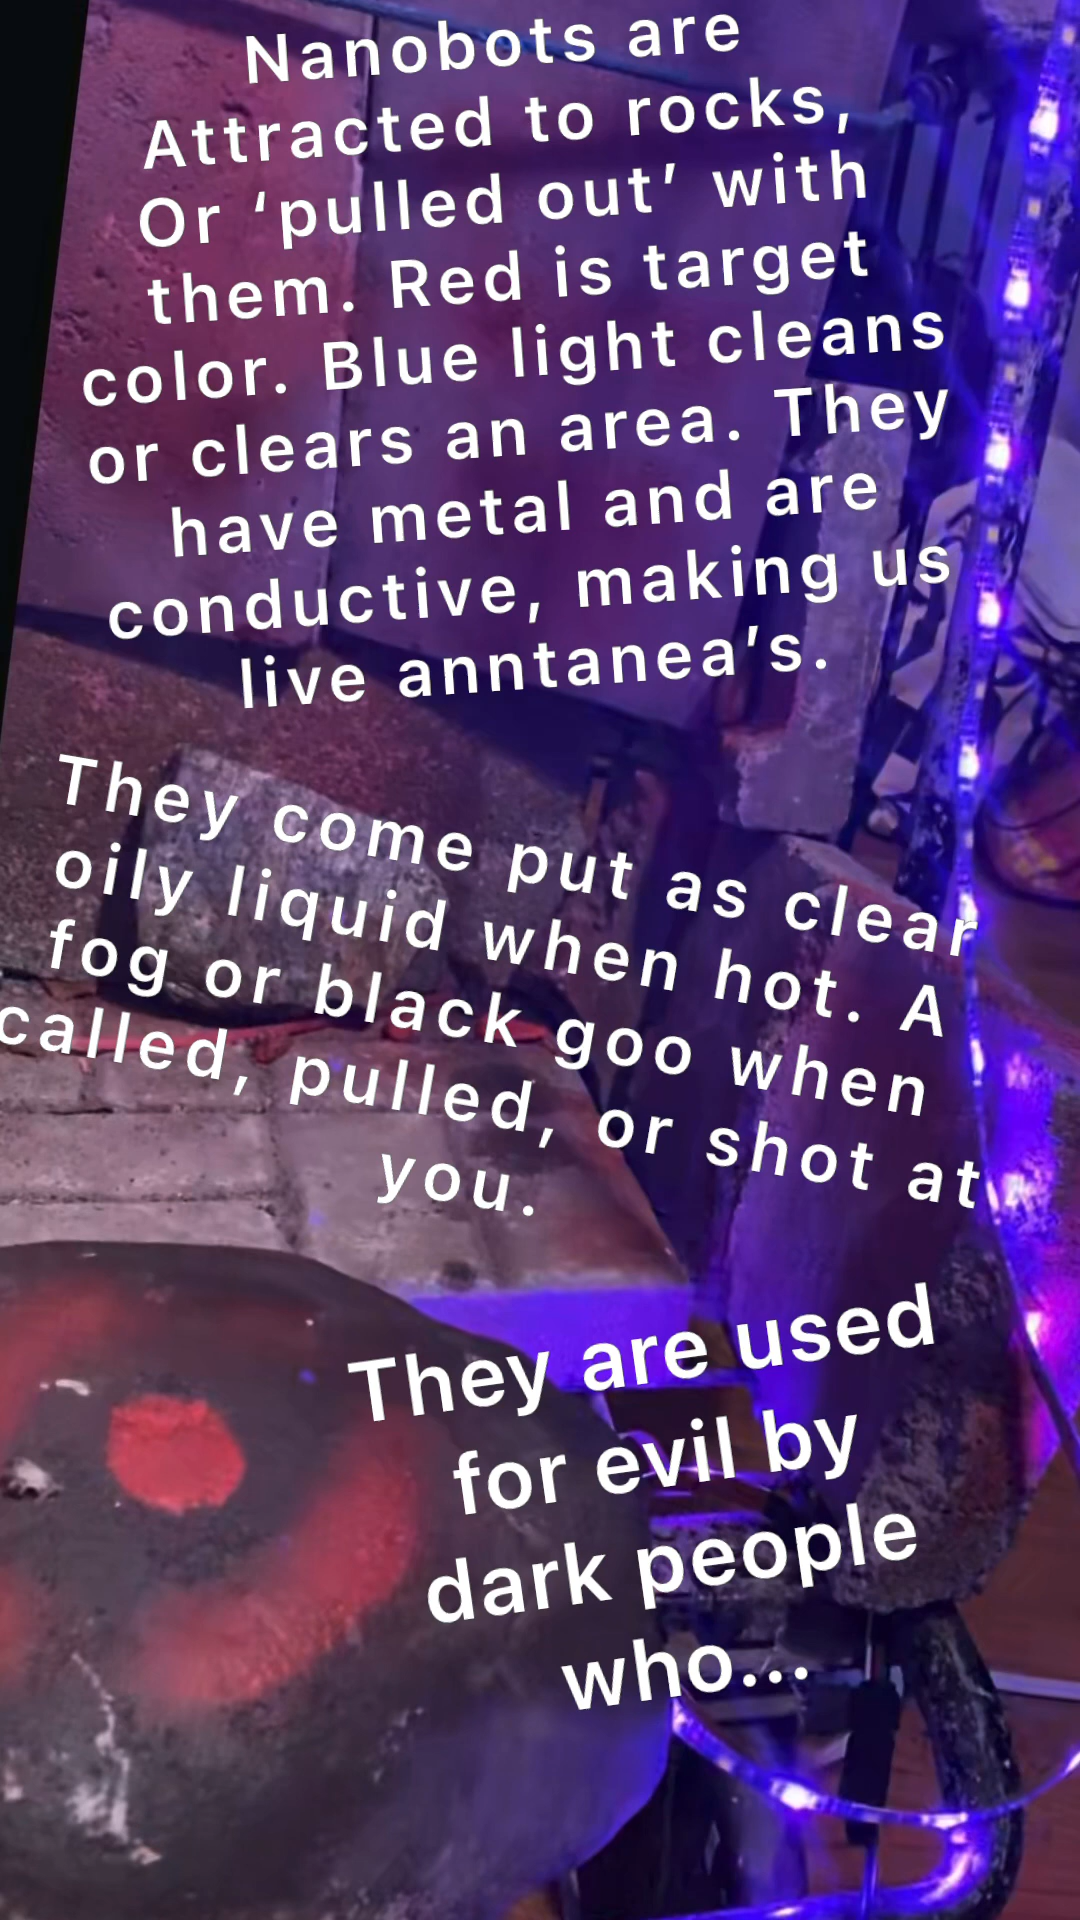 Nanobots are
Attracted to rocks,
Or ‘pulled out’ with
them. Red is target
color. Blue light cleans
or clears an area. They
have metal and are
conductive, making us
live anntanea’s.
They come put as clear
oily liquid when hot. A
fog or black goo when
called, pulled, or shot at
you.
They are used
for evil by
dark people
who...